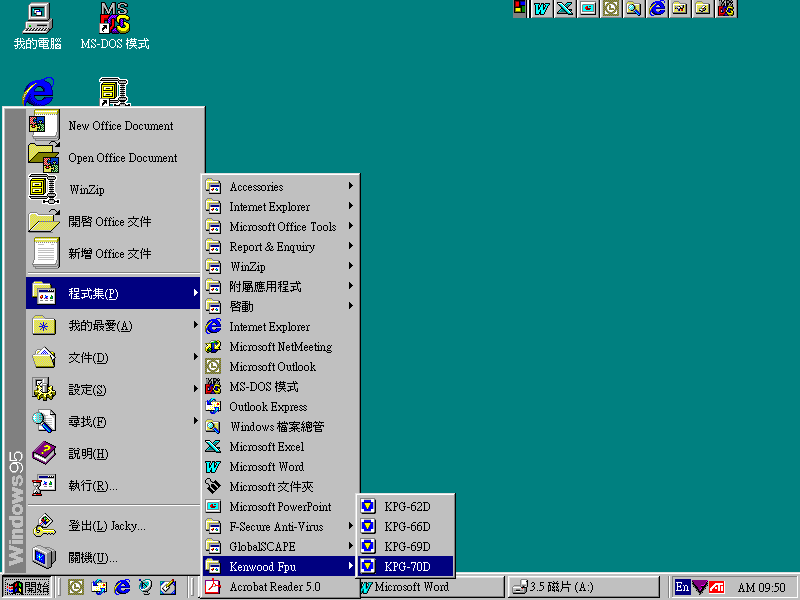 我的電腦
MS-DOS 模式
New Office Document
Open Office Document
WinZip
開啓 Office 文件
新增 Office 文件
程式集(P)
我的最愛(A)
文件(D)
設定(S)
尋找(F)
說明(H)
執行(R)...
登出(L) Jacky...
關機(U)...
Windows95
Accessories
Internet Explorer
Microsoft Office Tools
Report & Enquiry
WinZip
附屬應用程式
啓動
Internet Explorer
Microsoft NetMeeting
Microsoft Outlook
MS-DOS 模式
Outlook Express
Windows 檔案總管
Microsoft Excel
Microsoft Word
Microsoft 文件夾
Microsoft PowerPoint
F-Secure Anti-Virus
GlobalSCAPE
Kenwood Fpu
Acrobat Reader 5.0
KPG-62D
KPG-66D
KPG-69D
KPG-70D
開始
Microsoft Word
3.5 磁片 (A:)
En
AM 09:50